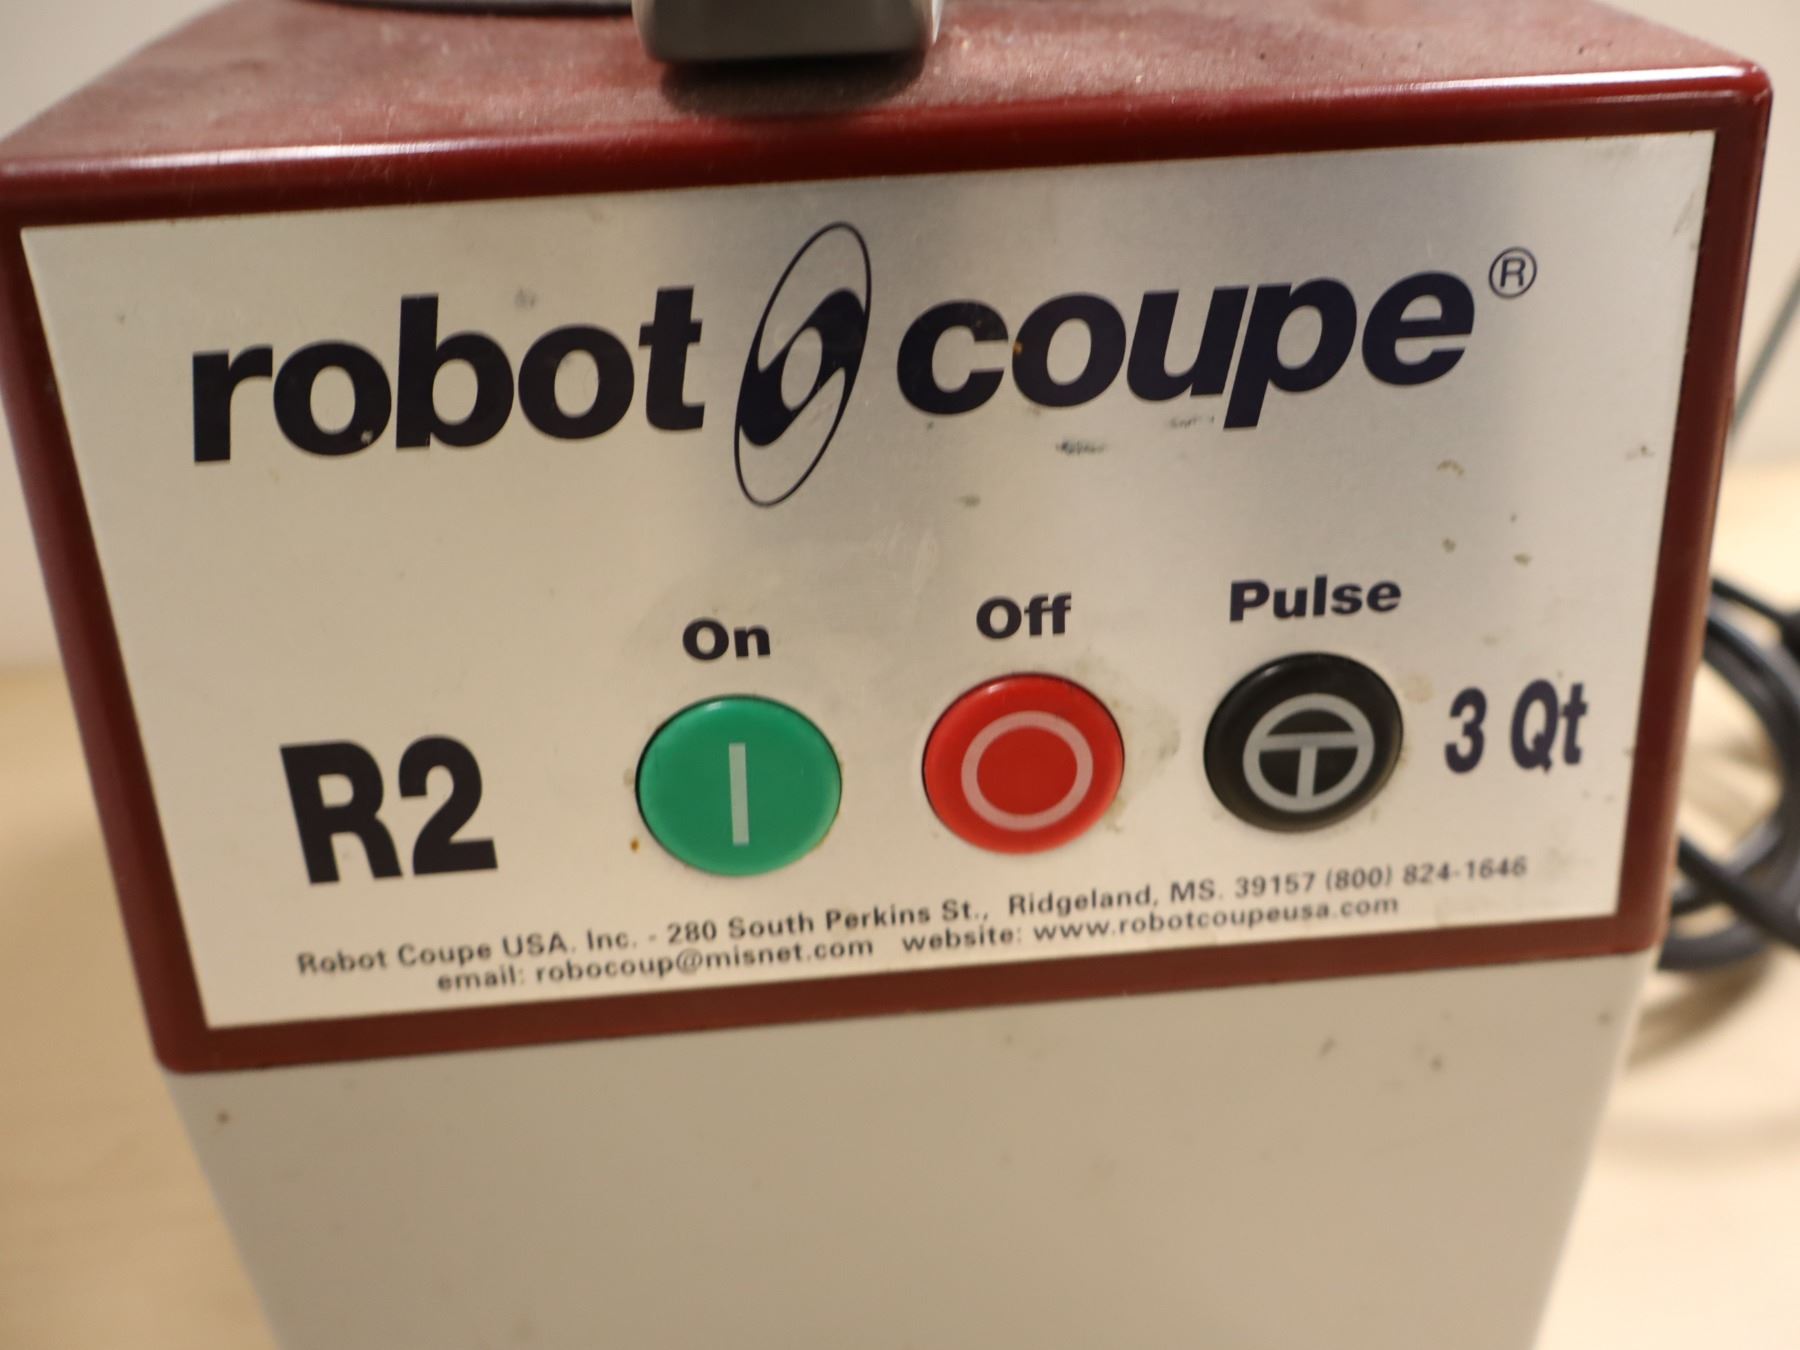 robot coupe®
On Off Pulse
R2 3 Qt
Robot Coupe USA, Inc. - 280 South Perkins St., Ridgeland, MS. 39157 (800) 824-1646
email: robocoup@misnet.com website: www.robotcoupeusa.com